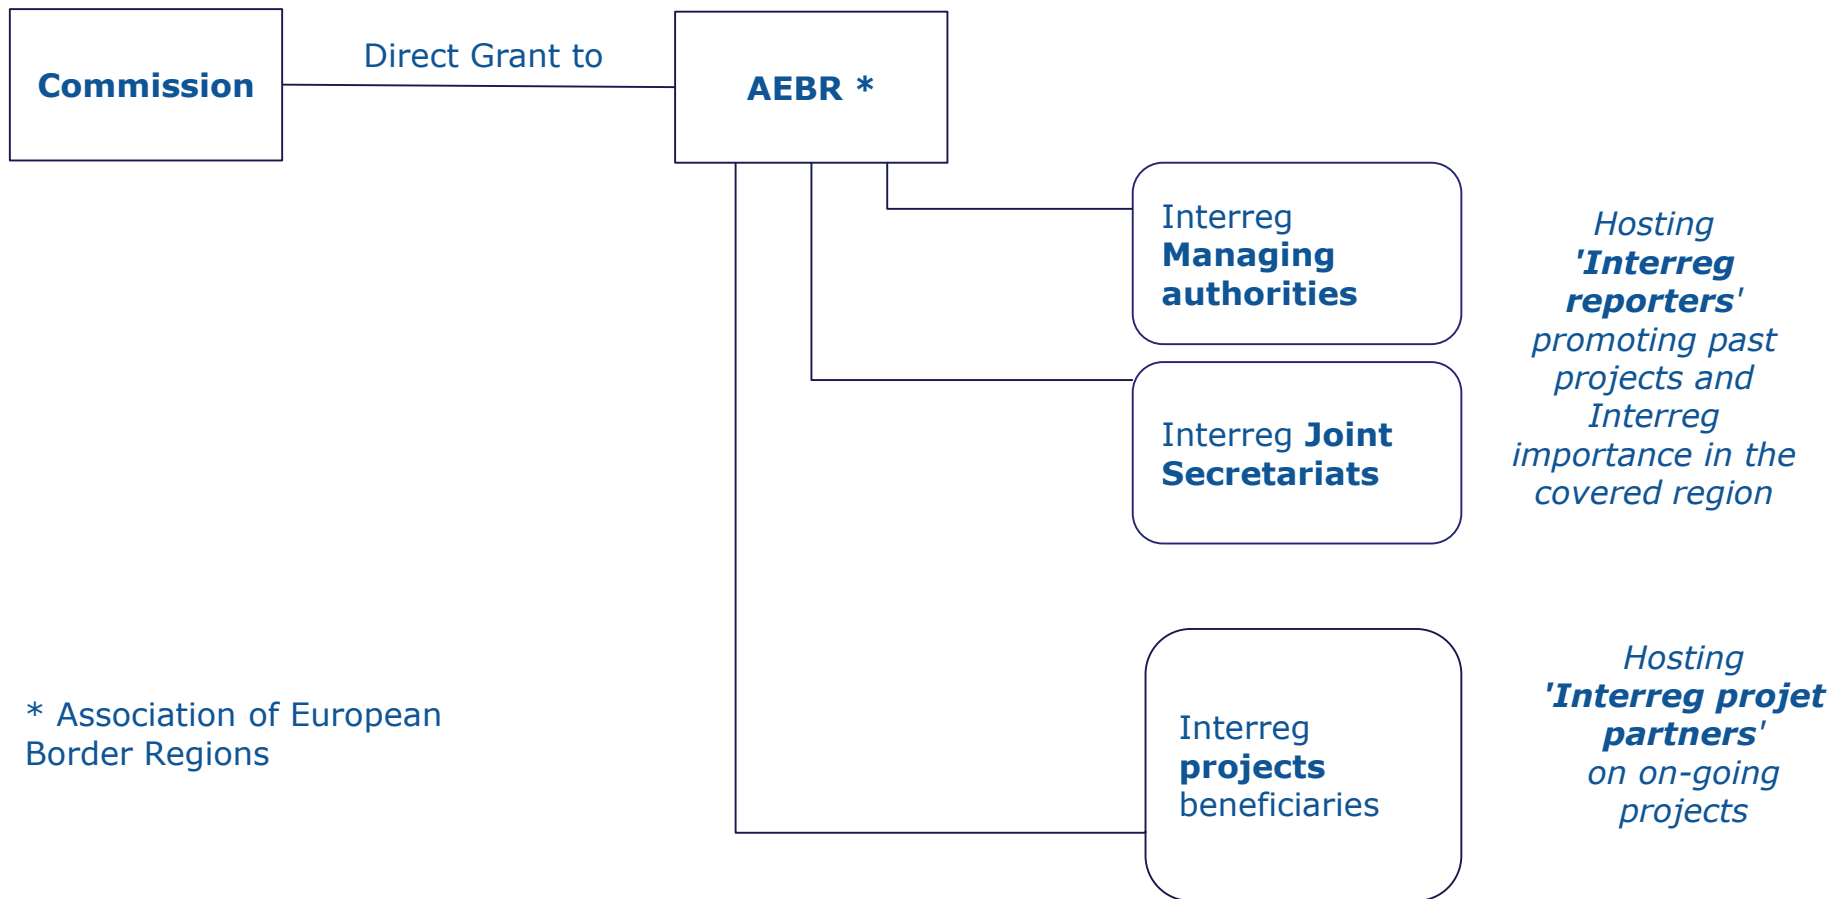 Commission
Direct Grant to
AEBR *
Interreg
Managing
authorities
Hosting
'Interreg
reporters'
promoting past
projects and
Interreg
importance in the
covered region
Interreg Joint
Secretariats
Interreg
projects
beneficiaries
Hosting
'Interreg projet
partners'
on on-going
projects
* Association of European
Border Regions